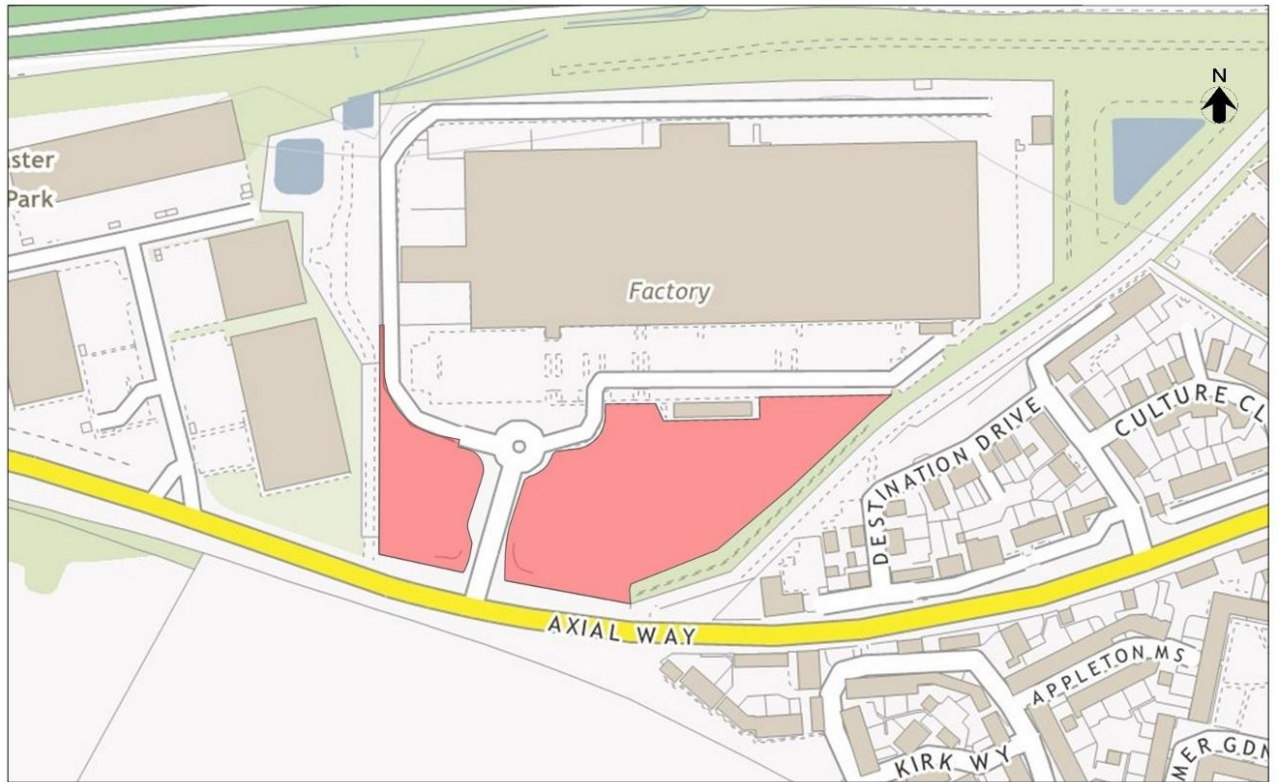 N
ster
Park
Factory
DESTINATION DRIVE
CULTURE CL
AXIAL WAY
APPLETON MS
KIRK WY
MER GDN